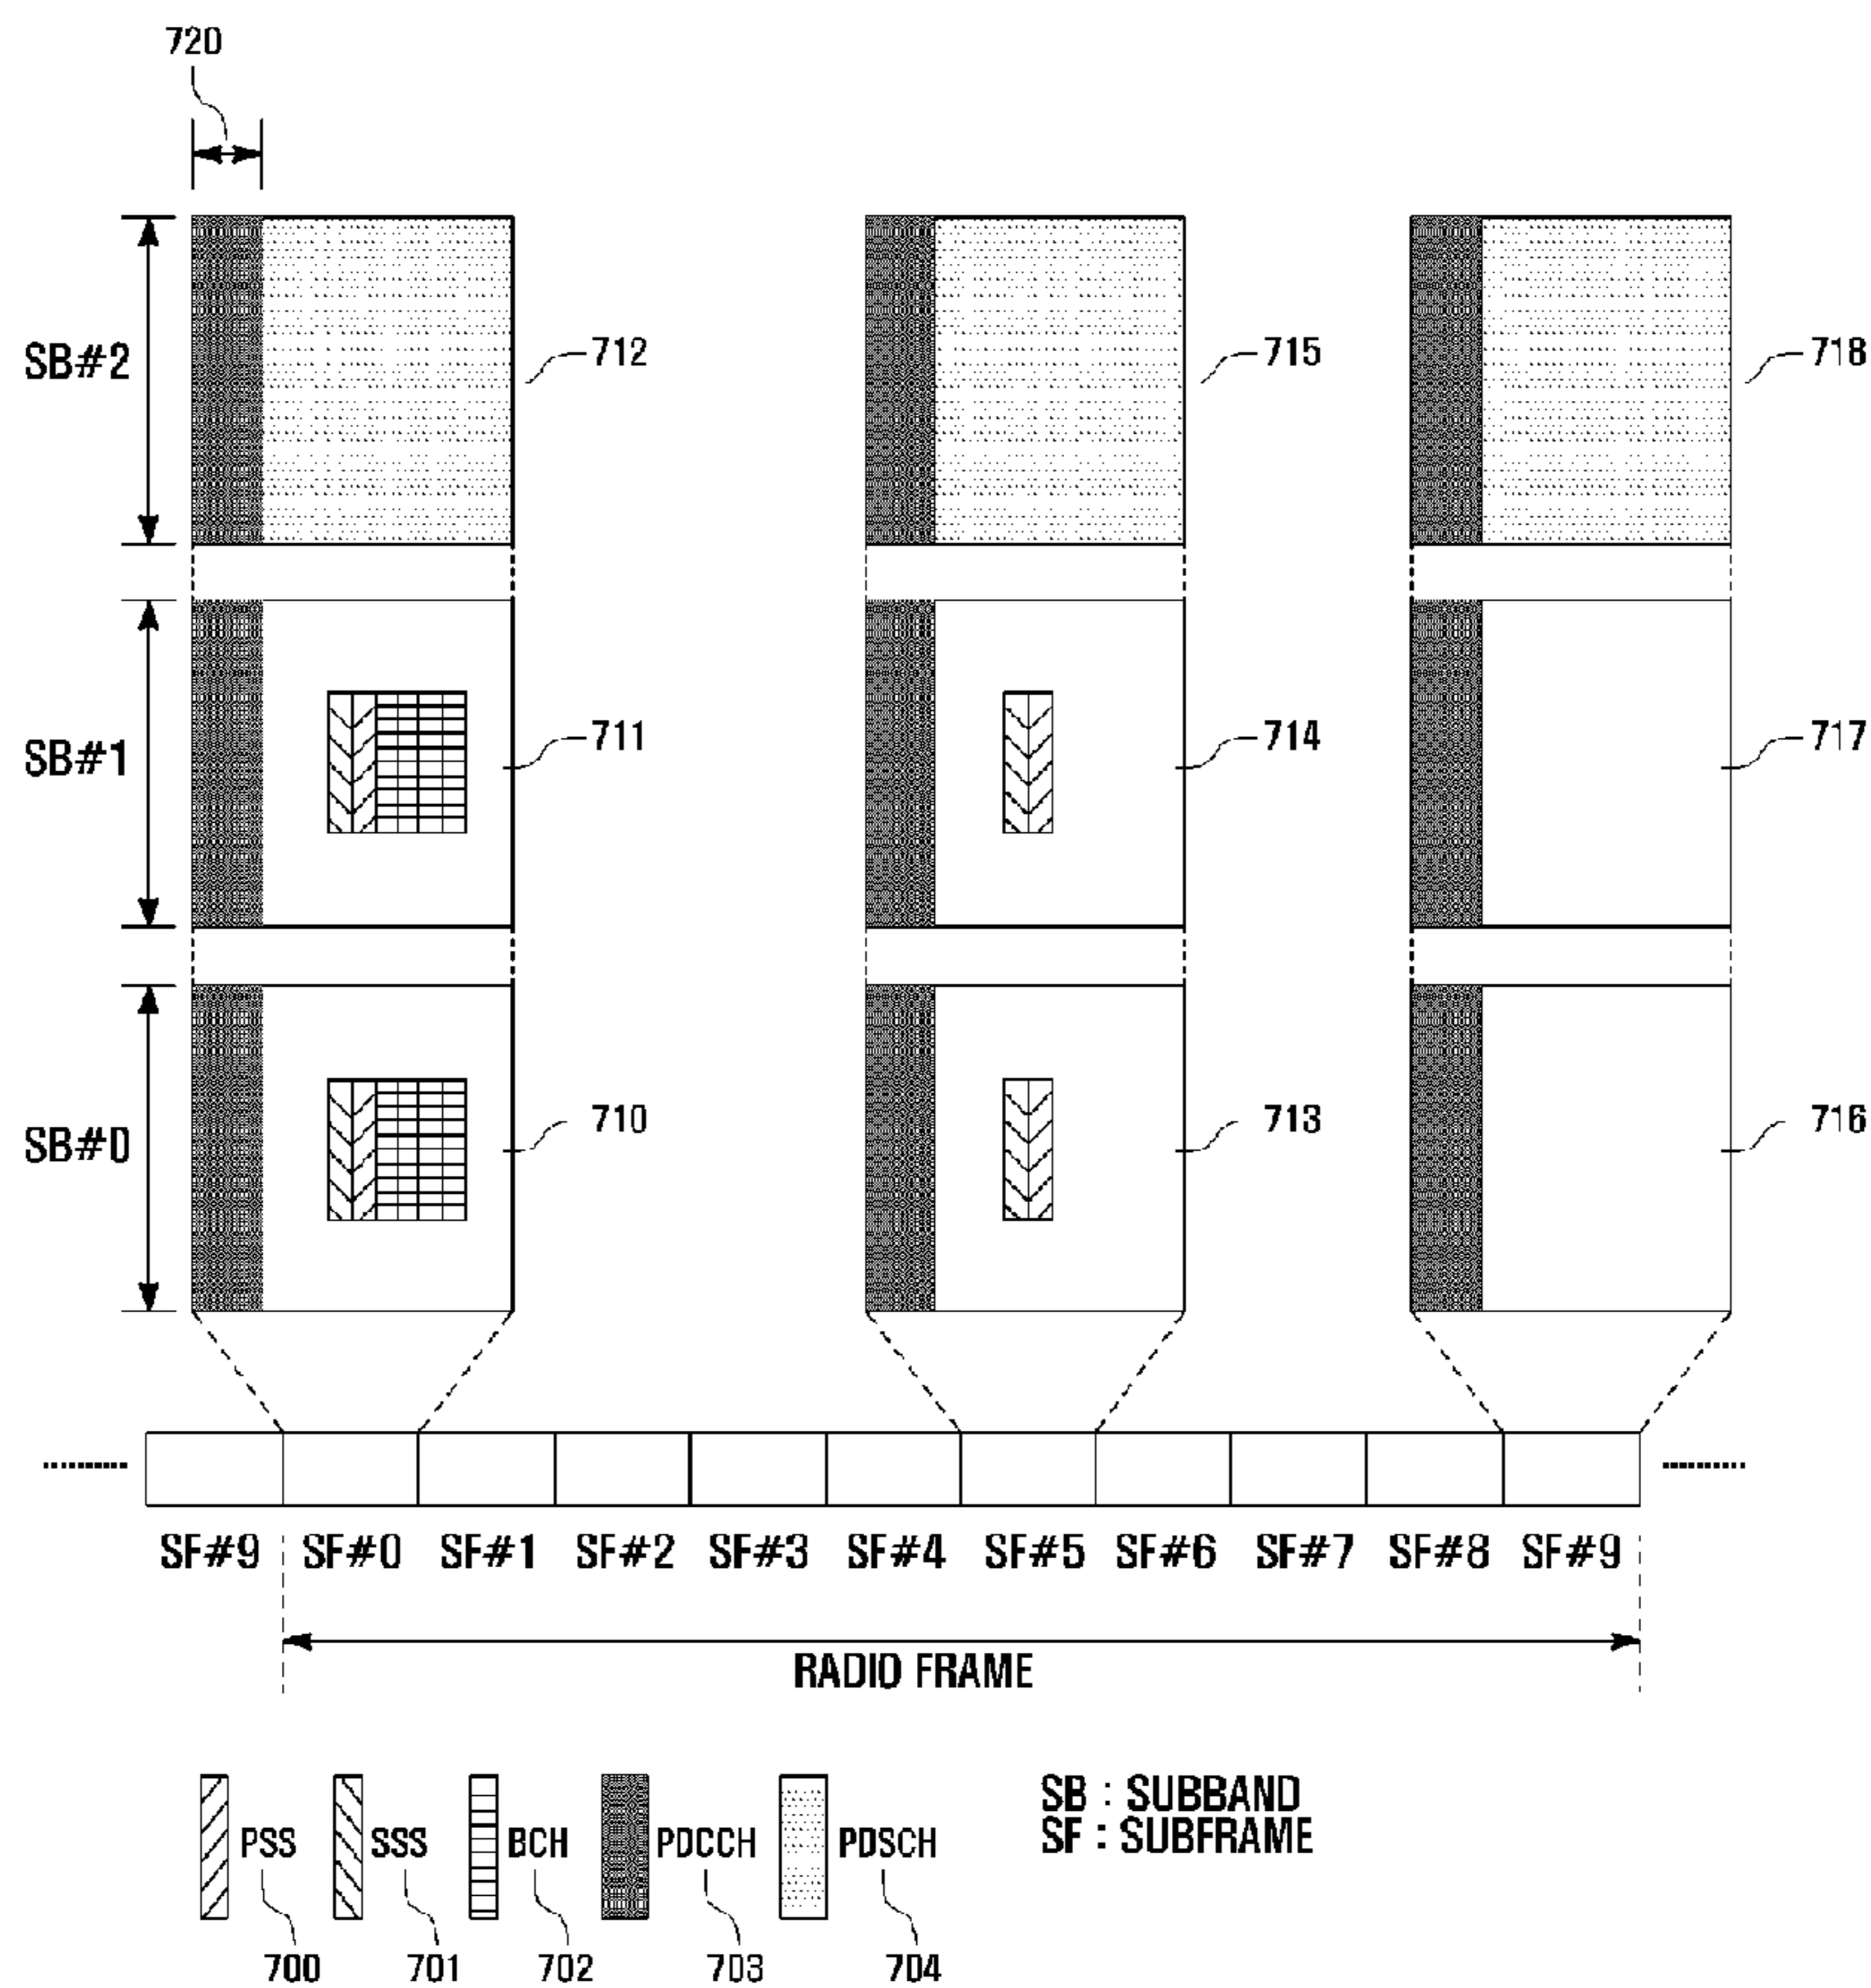 720
SB#2
712
715
718
SB#1
711
714
717
SB#0
710
713
716
SF#9 SF#0 SF#1 SF#2 SF#3 SF#4 SF#5 SF#6 SF#7 SF#8 SF#9
RADIO FRAME
PSS SSS BCH PDCCH PDSCH
SB : SUBBAND
SF : SUBFRAME
700 701 702 703 704